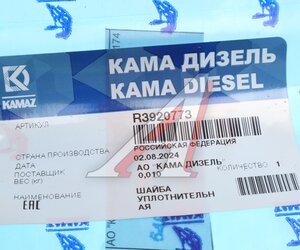 КАМА ДИЗЕЛЬ
KAMA DIESEL
KAMAZ
АРТИКУЛ R3920773
СТРАНА ПРОИЗВОДСТВА РОССИЙСКАЯ ФЕДЕРАЦИЯ
ДАТА 02.08.2024
ПОСТАВЩИК АО "КАМА ДИЗЕЛЬ"
ВЕС (кг) 0,010
КОЛИЧЕСТВО 1
НАИМЕНОВАНИЕ ШАЙБА
УПЛОТНИТЕЛЬН
АЯ
EAC